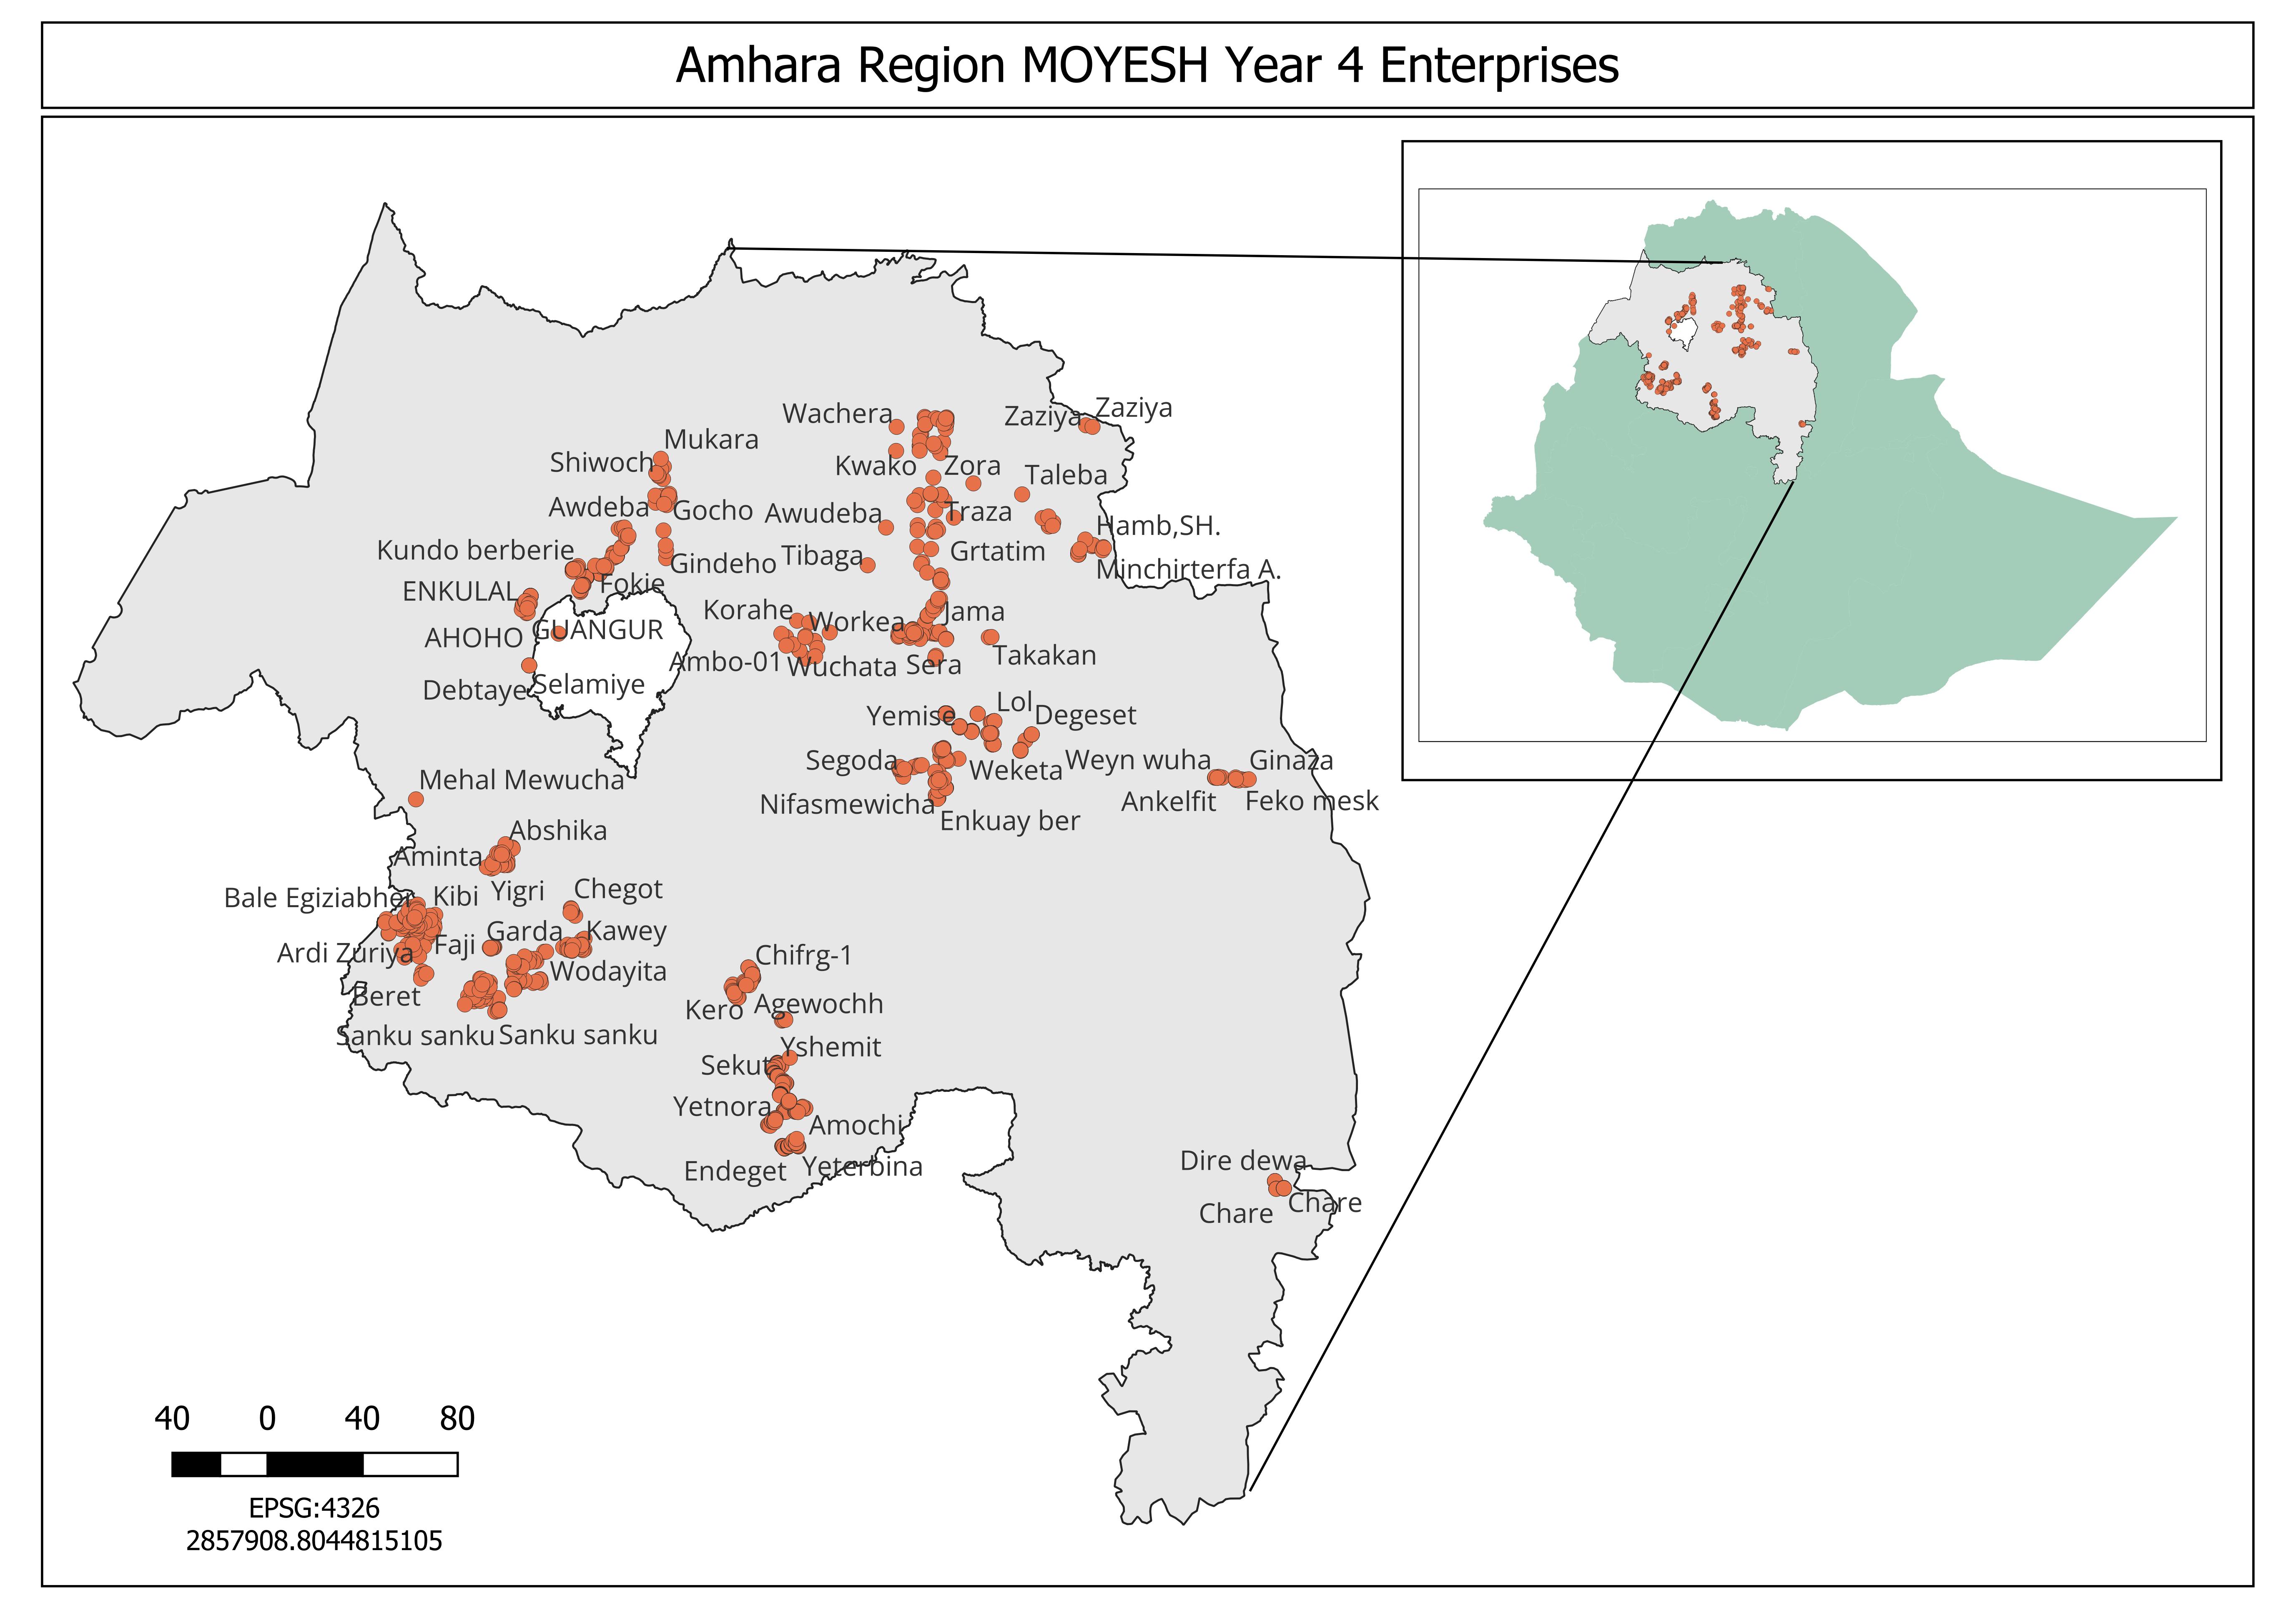 Amhara Region MOYESH Year 4 Enterprises
Wachera
Zaziya
Zaziya
Mukara
Shiwoch
Kwako
Zora
Taleba
Awdeba
Gocho
Awudeba
Traza
Hamb,SH.
Kundo berberie
Gindeho
Tibaga
Grtatim
Minchirterfa A.
ENKULAL
Fokie
Korahe
Workea
Jama
AHOHO
GUANGUR
Ambo-01
Wuchata
Sera
Takakan
Debtaye
Selamiye
Yemise
Lol
Degeset
Segoda
Weketa
Weyn wuha
Ginaza
Mehal Mewucha
Nifasmewicha
Enkuay ber
Ankelfit
Feko mesk
Abshika
Aminta
Bale Egiziabher
Kibi
Yigri
Chegot
Ardi Zuriya
Faji
Garda
Kawey
Wodayita
Chifrg-1
Beret
Kero
Agewochh
Sanku sanku
Sanku sanku
Yshemit
Sekut
Yetnora
Amochi
Endeget
Yeterbina
Dire dewa
Chare
Chare
40 0 40 80
EPSG:4326
2857908.8044815105